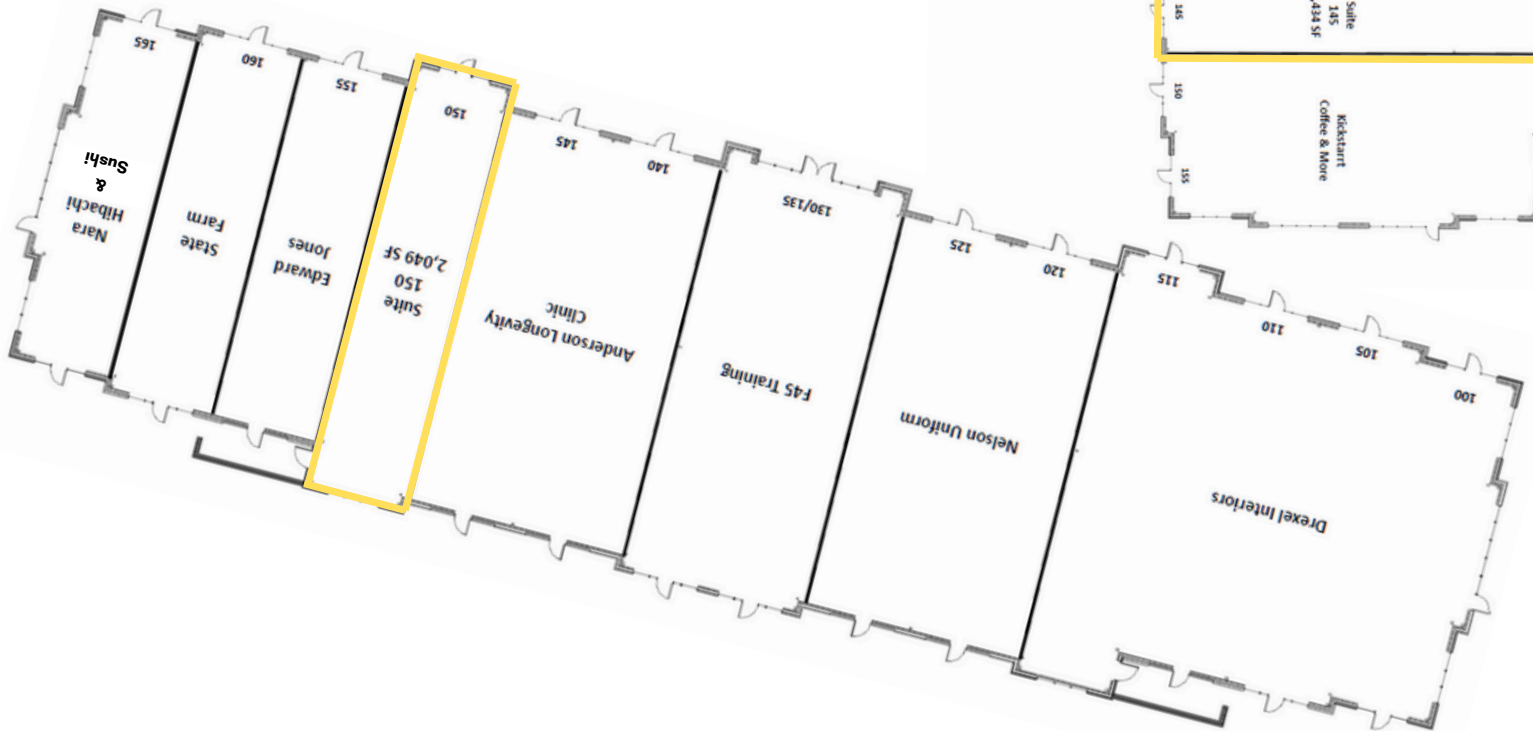 165
160
155
150
145
140
130/135
125
120
115
110
105
100
Nara
Hibachi
&
Sushi
State
Farm
Edward
Jones
Suite
150
2,049 SF
Anderson Longevity
Clinic
F45 Training
Nelson Uniform
Drexel Interiors
145
Suite
145
,434 SF
150
155
Kickstarrt
Coffee & More